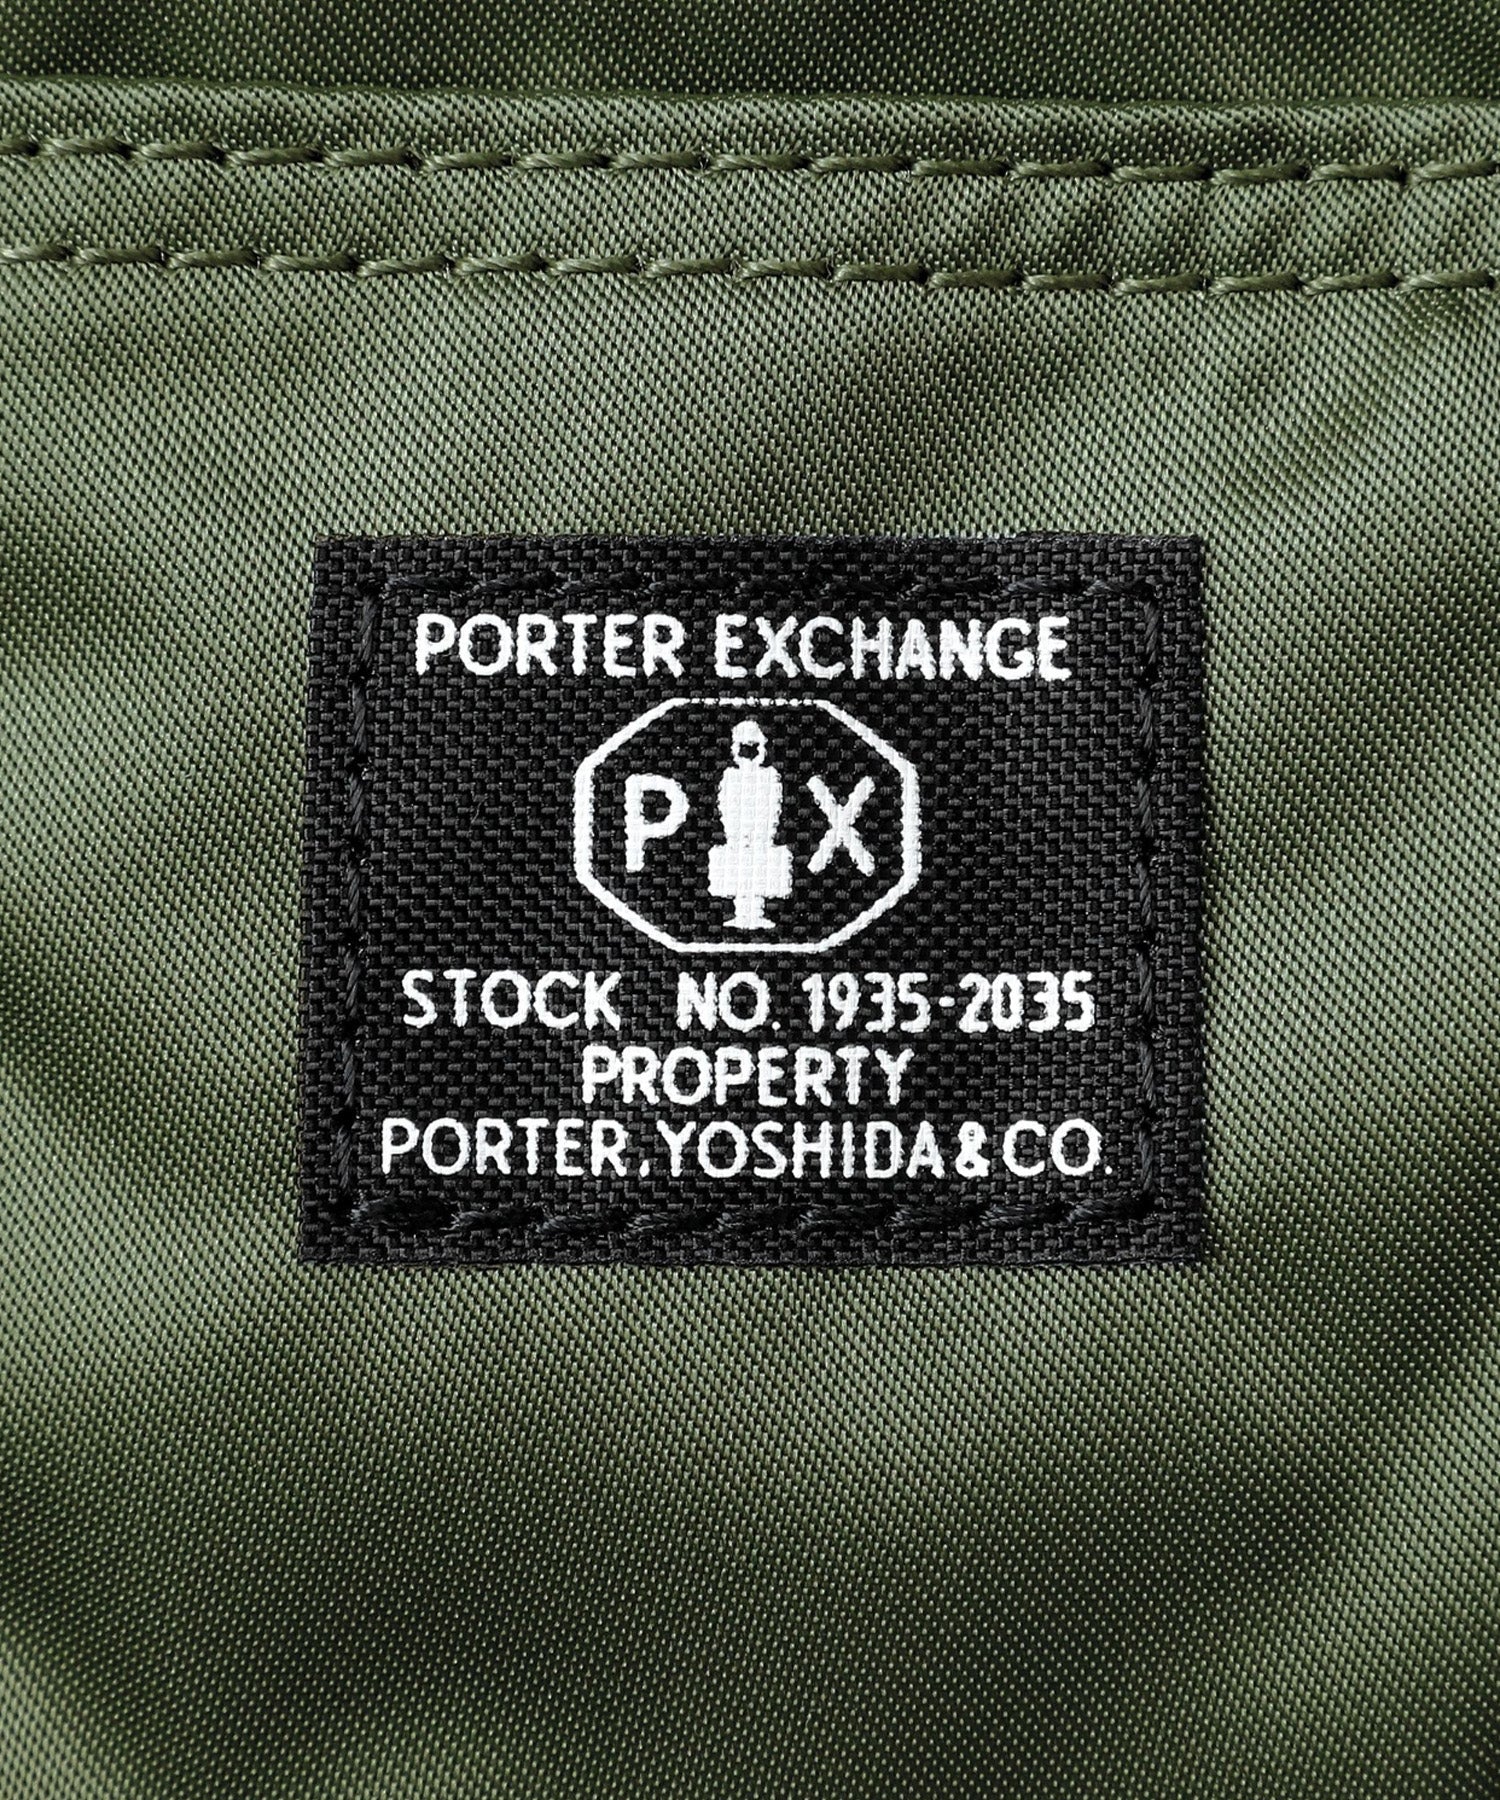 PORTER EXCHANGE
P X
STOCK NO. 1935-2035
PROPERTY
PORTER, YOSHIDA & CO.